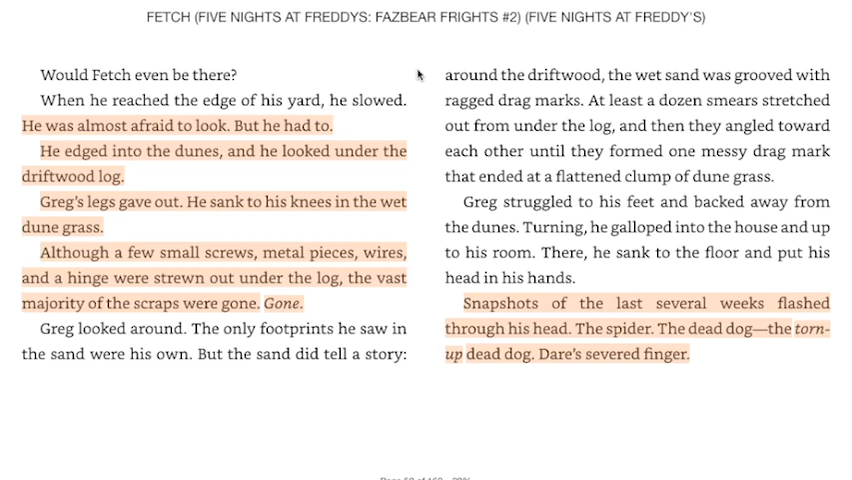 FETCH (FIVE NIGHTS AT FREDDYS: FAZBEAR FRIGHTS #2) (FIVE NIGHTS AT FREDDY'S)
Would Fetch even be there?
When he reached the edge of his yard, he slowed.
He was almost afraid to look. But he had to.
He edged into the dunes, and he looked under the
driftwood log.
Greg's legs gave out. He sank to his knees in the wet
dune grass.
Although a few small screws, metal pieces, wires,
and a hinge were strewn out under the log, the vast
majority of the scraps were gone. Gone.
Greg looked around. The only footprints he saw in
the sand were his own. But the sand did tell a story:
around the driftwood, the wet sand was grooved with
ragged drag marks. At least a dozen smears stretched
out from under the log, and then they angled toward
each other until they formed one messy drag mark
that ended at a flattened clump of dune grass.
Greg struggled to his feet and backed away from
the dunes. Turning, he galloped into the house and up
to his room. There, he sank to the floor and put his
head in his hands.
Snapshots of the last several weeks flashed
through his head. The spider. The dead dog—the torn-
up dead dog. Dare's severed finger.